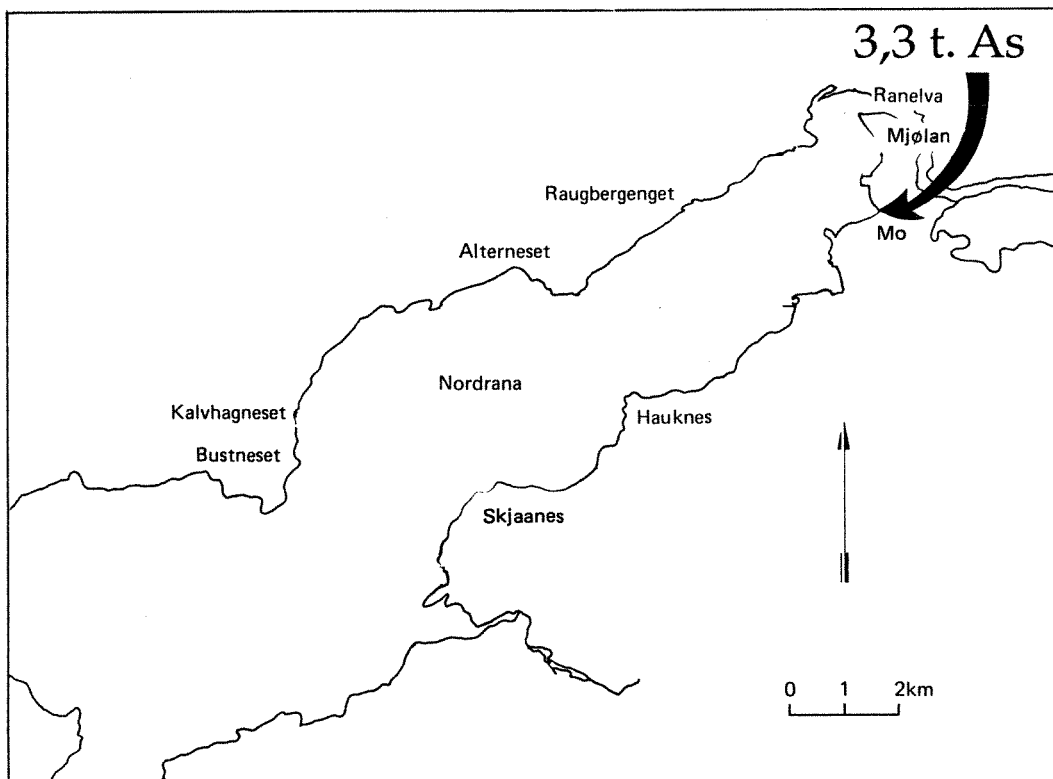 3,3 t. As
Ranelva
Mjølan
Raugbergenget
Mo
Alterneset
Nordrana
Kalvhagneset
Hauknes
Bustneset
Skjaanes
0 1 2km